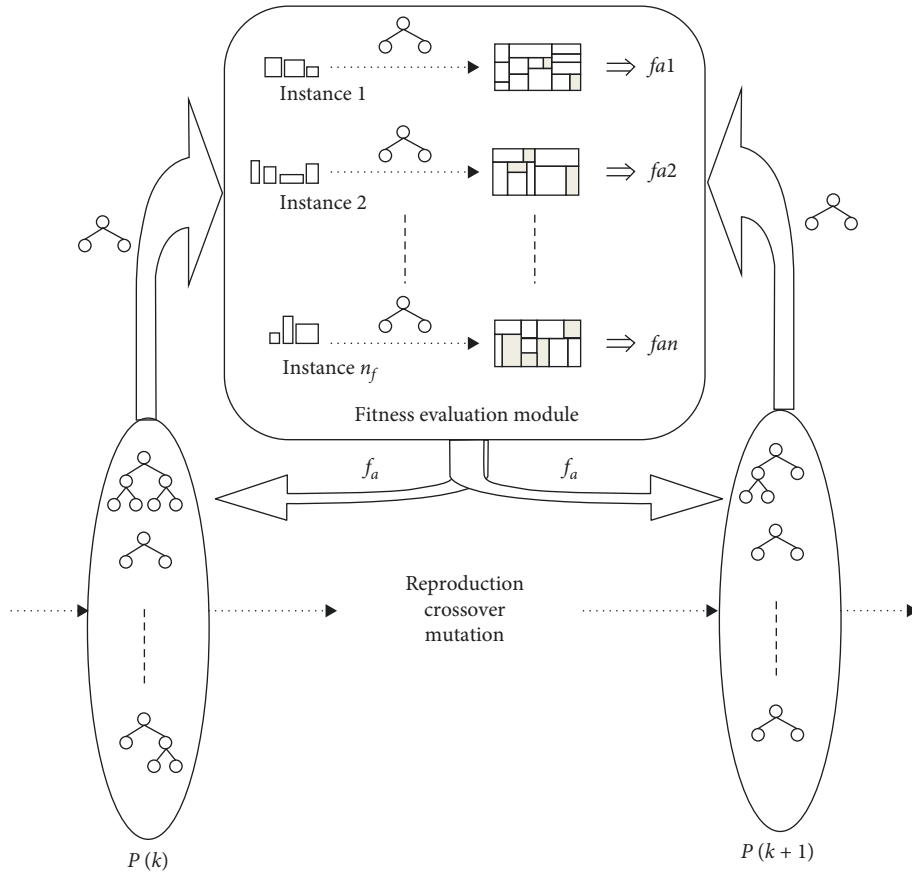 fa1
Instance 1
fa2
Instance 2
fan
Instance n_f
Fitness evaluation module
f_a
f_a
Reproduction
crossover
mutation
P (k)
P (k + 1)